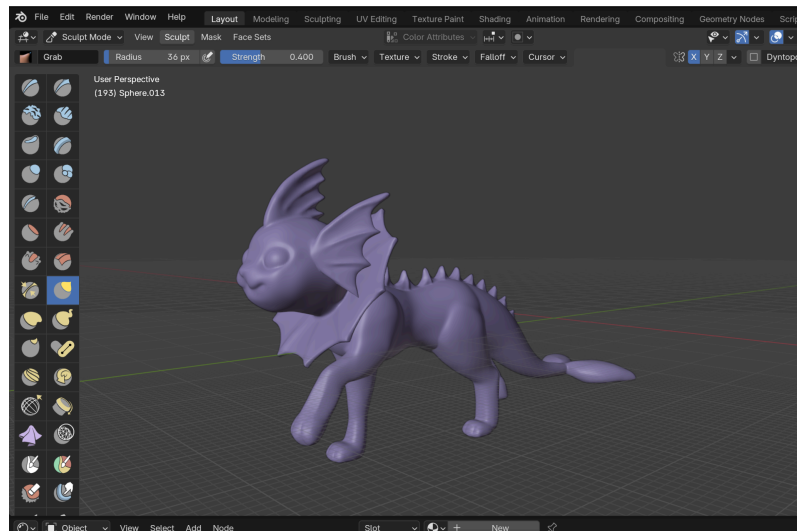 File Edit Render Window Help Layout Modeling Sculpting UV Editing Texture Paint Shading Animation Rendering Compositing Geometry Nodes
Sculpt Mode View Sculpt Mask Face Sets Color Attributes
Grab Radius 36 px Strength 0.400 Brush Texture Stroke Falloff Cursor X Y Z
User Perspective
(193) Sphere.013
Object View Select Add Node Slot New